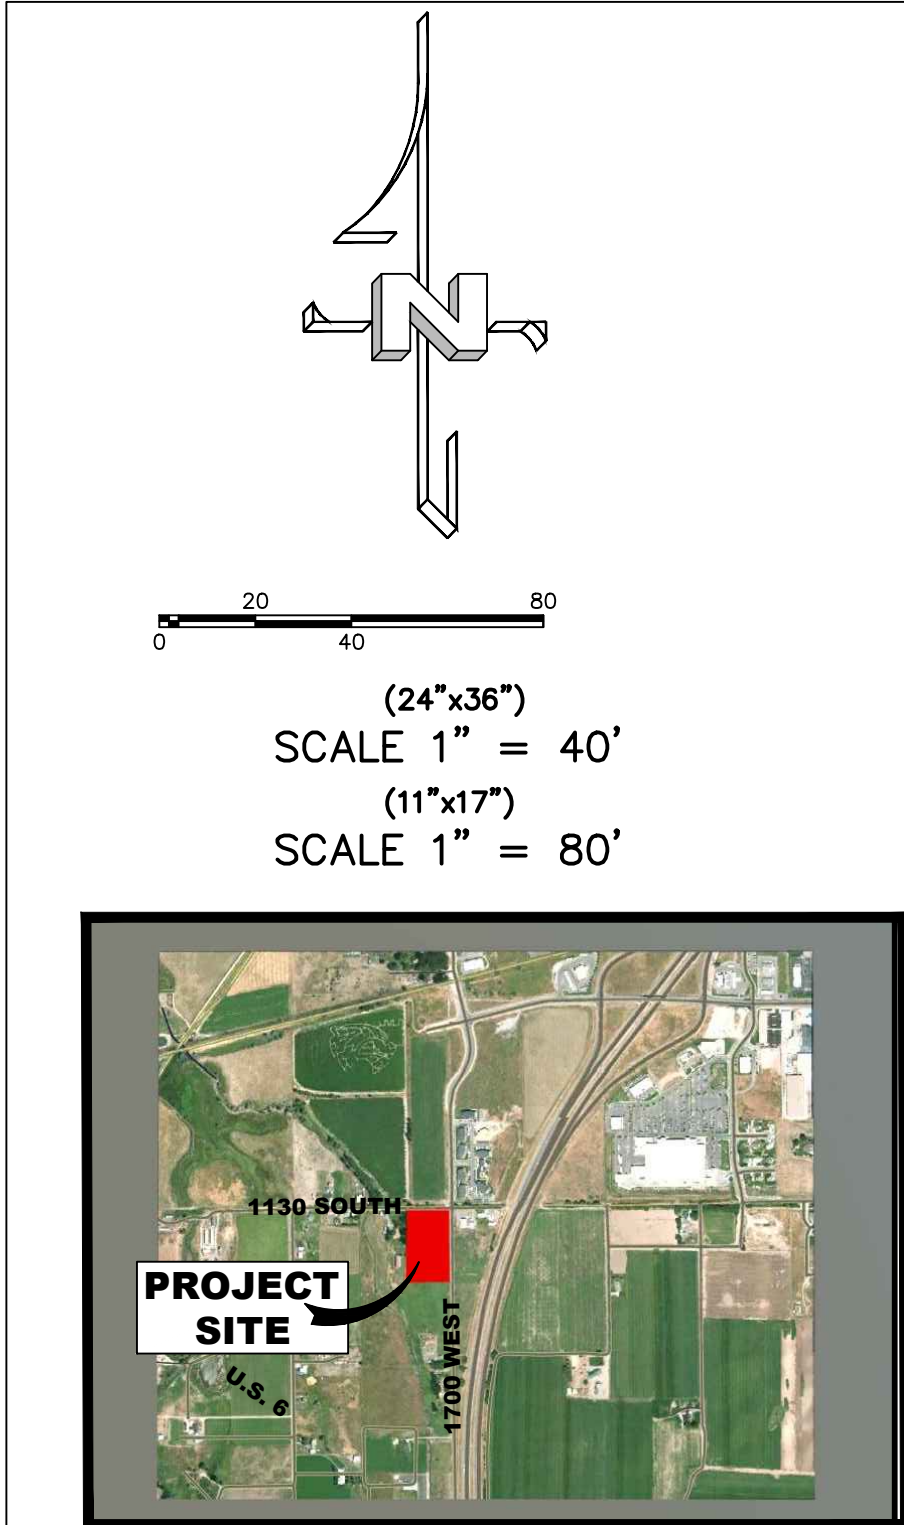 N
20 80
0 40
(24"x36")
SCALE 1" = 40'
(11"x17")
SCALE 1" = 80'
1130 SOUTH
PROJECT
SITE
1700 WEST
U.S. 6